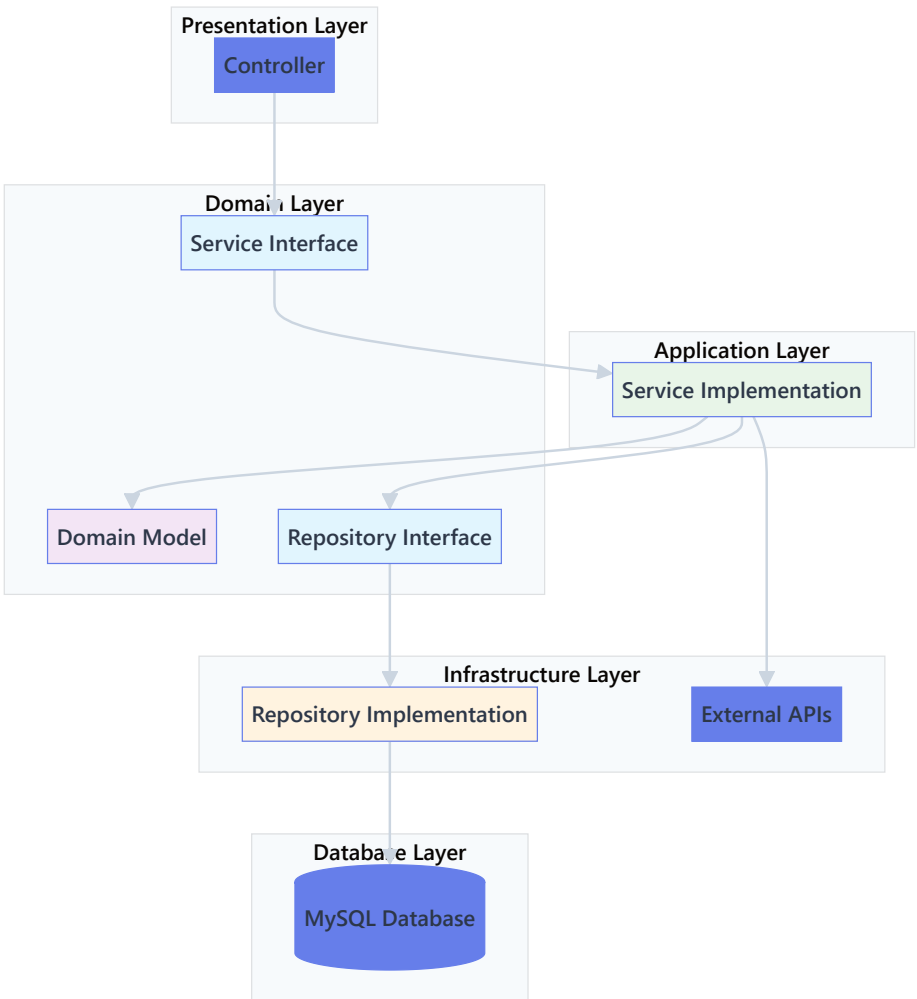 Presentation Layer
Controller
Domain Layer
Service Interface
Application Layer
Service Implementation
Domain Model
Repository Interface
Infrastructure Layer
Repository Implementation
External APIs
Database Layer
MySQL Database